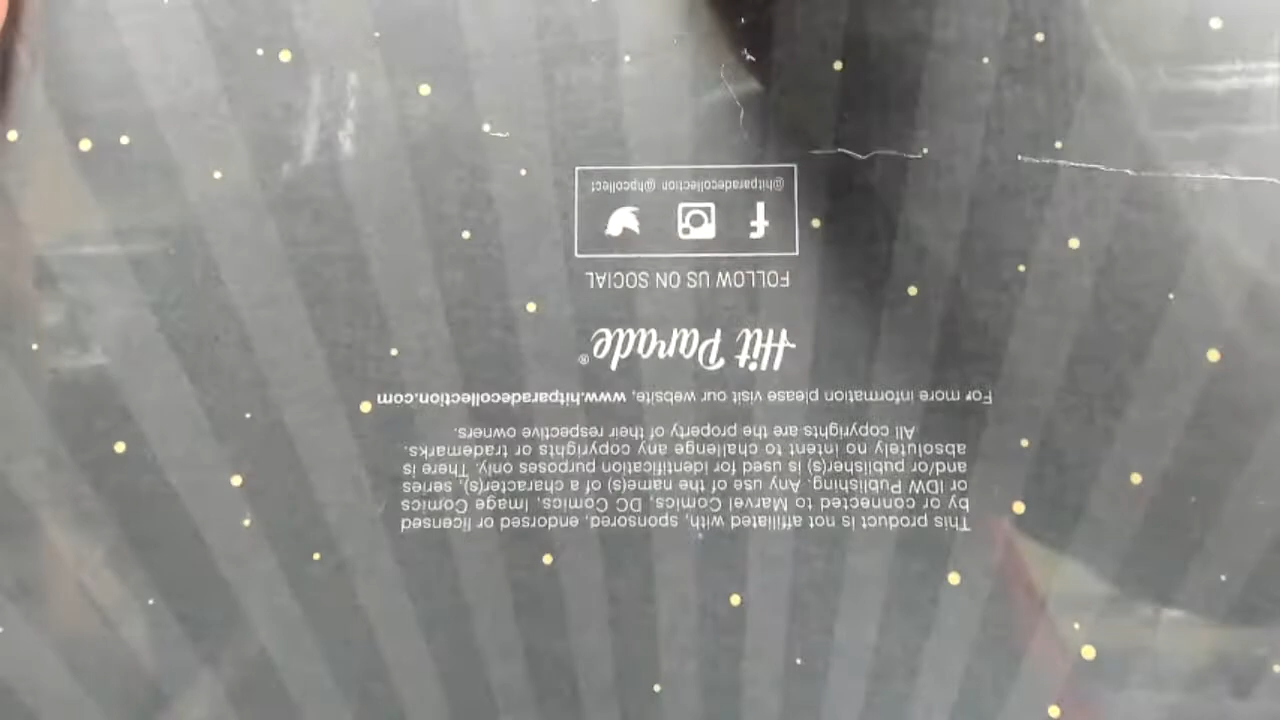 This product is not affiliated with, sponsored, endorsed or licensed
by or connected to Marvel Comics, DC Comics, Image Comics
or IDW Publishing. Any use of the name(s) of a character(s), series
and/or publisher(s) is used for identification purposes only. There is
absolutely no intent to challenge any copyrights or trademarks.
All copyrights are the property of their respective owners.
For more information please visit our website, www.hitparadecollection.com
Hit Parade®
FOLLOW US ON SOCIAL
@hitparadecollection @hpcollect